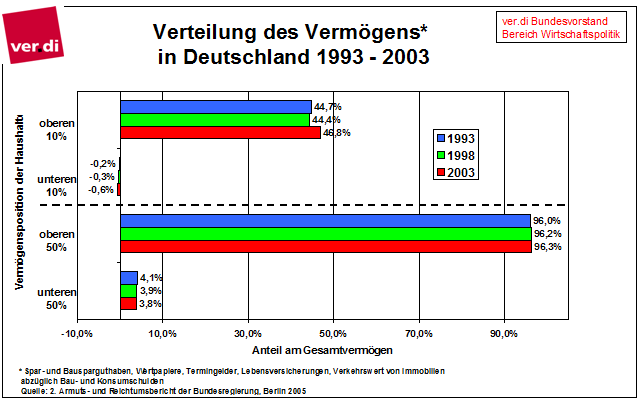 ver.di
Verteilung des Vermögens*
in Deutschland 1993 - 2003
ver.di Bundesvorstand
Bereich Wirtschaftspolitik
Vermögensposition der Haushalte
oberen
10%
44,7%
44,4%
46,8%
unteren
10%
-0,2%
-0,3%
-0,6%
oberen
50%
96,0%
96,2%
96,3%
unteren
50%
4,1%
3,9%
3,8%
1993
1998
2003
-10,0% 10,0% 30,0% 50,0% 70,0% 90,0%
Anteil am Gesamtvermögen
* Spar- und Bausparguthaben, Wertpapiere, Termingelder, Lebensversicherungen, Verkehrswert von Immobilien
abzüglich Bau- und Konsumschulden
Quelle: 2. Armuts- und Reichtumsbericht der Bundesregierung, Berlin 2005